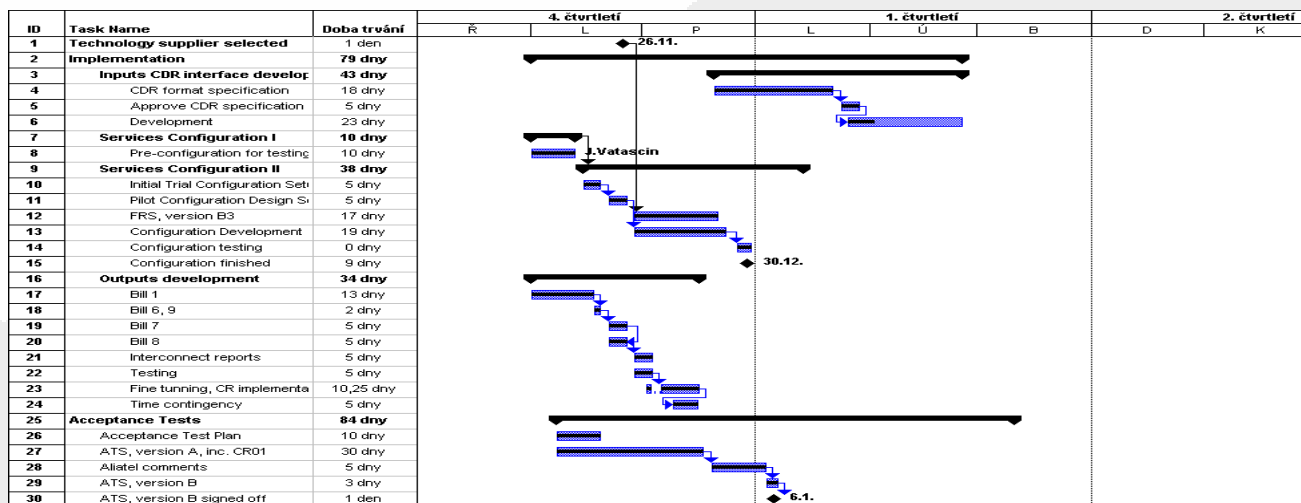 4. čtvrtletí 1. čtvrtletí 2. čtvrtletí
ID Task Name Doba trvání Ř L P L Ú B D K
1 Technology supplier selected 1 den 26.11.
2 Implementation 79 dny
3 Inputs CDR interface develop 43 dny
4 CDR format specification 18 dny
5 Approve CDR specification 5 dny
6 Development 23 dny
7 Services Configuration I 10 dny
8 Pre-configuration for testing 10 dny J.Vatascin
9 Services Configuration II 38 dny
10 Initial Trial Configuration Set 5 dny
11 Pilot Configuration Design S 5 dny
12 FRS, version B3 17 dny
13 Configuration Development 19 dny
14 Configuration testing 0 dny
15 Configuration finished 9 dny 30.12.
16 Outputs development 34 dny
17 Bill 1 13 dny
18 Bill 6, 9 2 dny
19 Bill 7 5 dny
20 Bill 8 5 dny
21 Interconnect reports 5 dny
22 Testing 5 dny
23 Fine tunning, CR implementa 10,25 dny
24 Time contingency 5 dny
25 Acceptance Tests 84 dny
26 Acceptance Test Plan 10 dny
27 ATS, version A, inc. CR01 30 dny
28 Aliatel comments 5 dny
29 ATS, version B 3 dny
30 ATS, version B signed off 1 den 6.1.